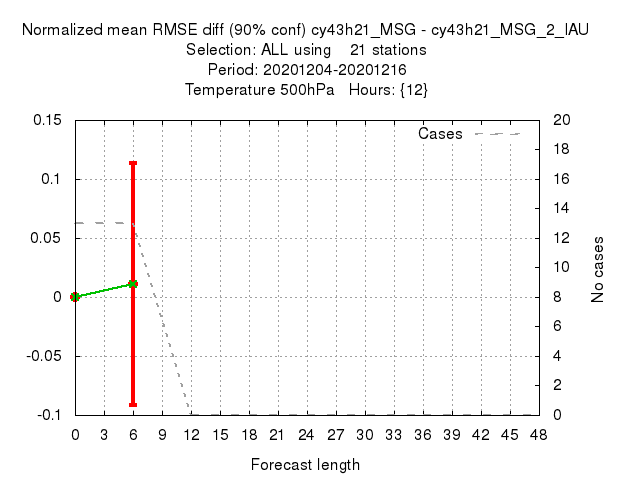 Normalized mean RMSE diff (90% conf) cy43h21_MSG - cy43h21_MSG_2_IAU
Selection: ALL using 21 stations
Period: 20201204-20201216
Temperature 500hPa Hours: {12}
Cases
0.15
0.1
0.05
0
-0.05
-0.1
20
18
16
14
12
10
8
6
4
2
0
No cases
0 3 6 9 12 15 18 21 24 27 30 33 36 39 42 45 48
Forecast length